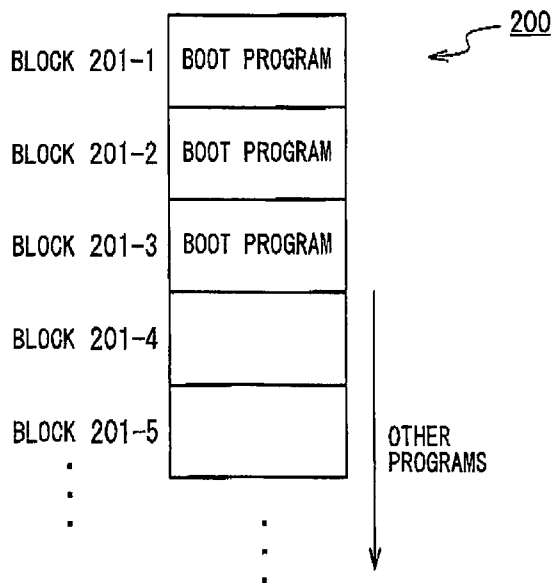 200
BLOCK 201-1 BOOT PROGRAM
BLOCK 201-2 BOOT PROGRAM
BLOCK 201-3 BOOT PROGRAM
BLOCK 201-4
BLOCK 201-5
OTHER
PROGRAMS